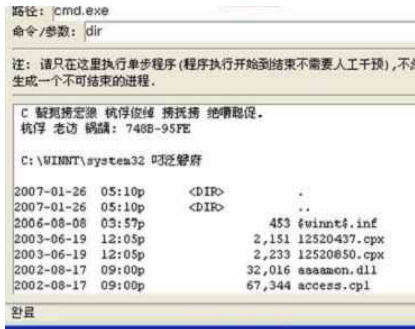 路径: cmd.exe
命令/参数: dir
注: 请只在这里执行单步程序(程序执行开始到结束不需要人工干预),不
生成一个不可结束的进程.
C
748B-95FE
C:\WINNT\system32
2007-01-26 05:10p <DIR> .
2007-01-26 05:10p <DIR> ..
2006-08-08 03:57p 453 $winnt$.inf
2003-06-19 12:05p 2,151 12520437.cpx
2003-06-19 12:05p 2,233 12520850.cpx
2002-08-17 09:00p 32,016 aaaamon.dll
2002-08-17 09:00p 67,344 access.cpl
완료